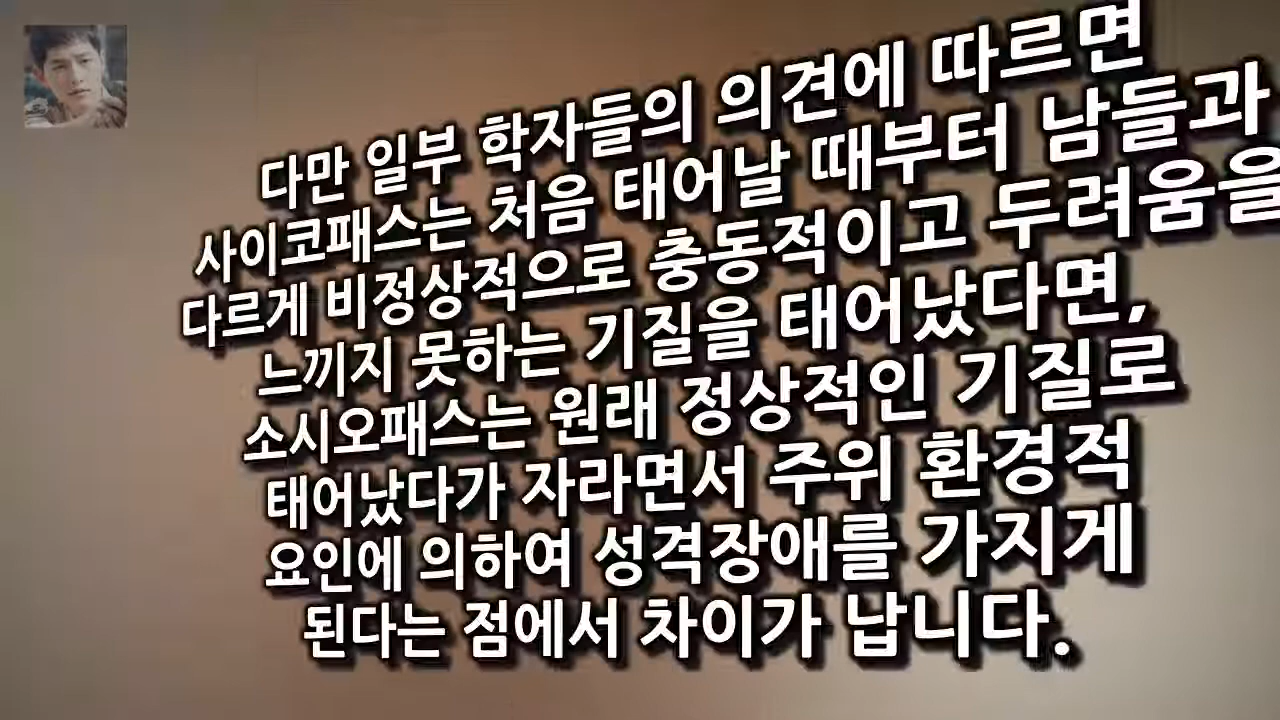 다만 일부 학자들의 의견에 따르면
사이코패스는 처음 태어날 때부터 남들과
다르게 비정상적으로 충동적이고 두려움을
느끼지 못하는 기질을 태어났다면,
소시오패스는 원래 정상적인 기질로
태어났다가 자라면서 주위 환경적
요인에 의하여 성격장애를 가지게
된다는 점에서 차이가 납니다.